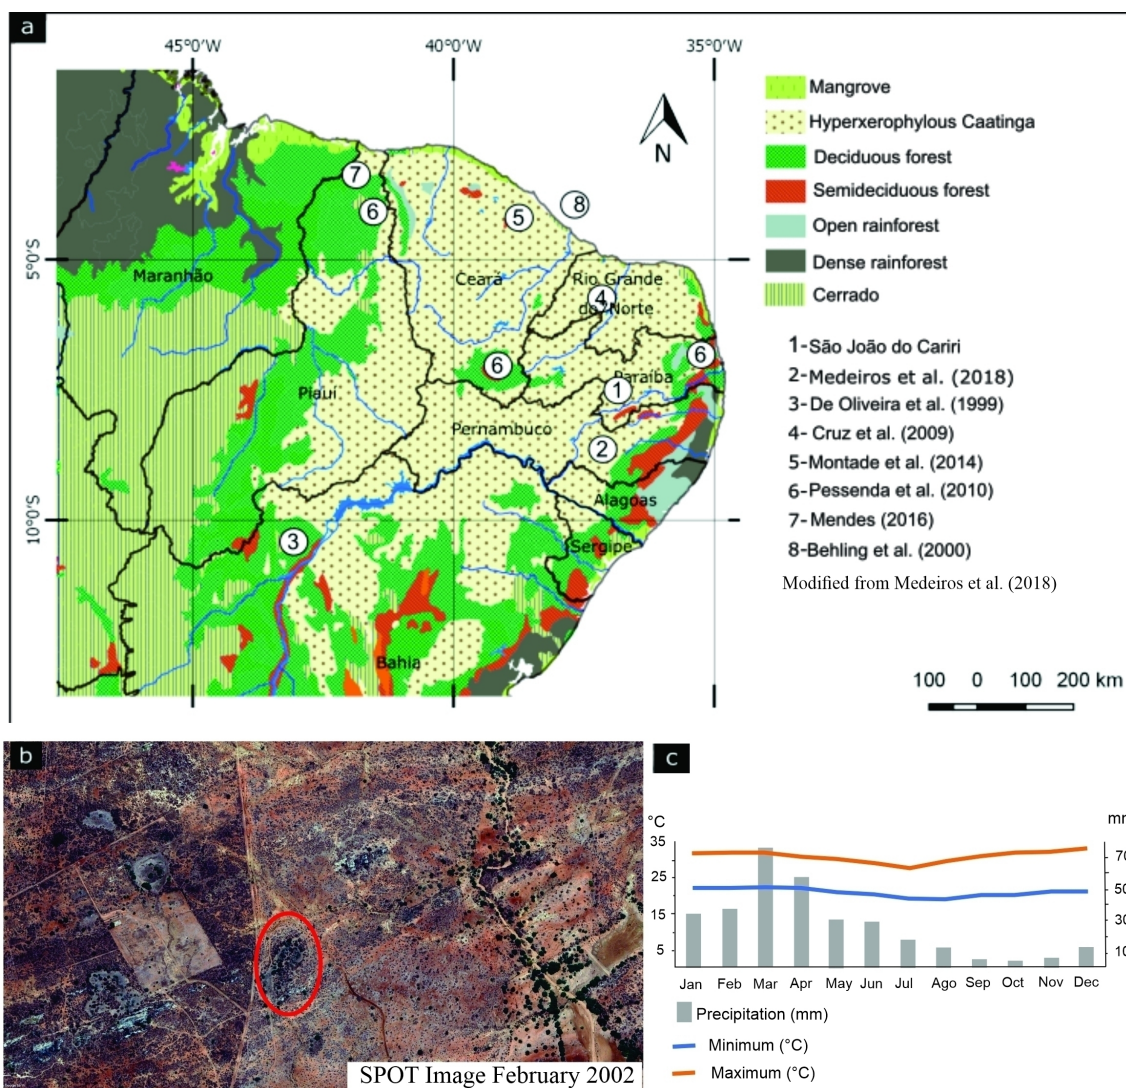 a
45°0'W 40°0'W 35°0'W
5°0'S
10°0'S
N
Maranhão
Ceará
Rio Grande
do Norte
Paraíba
Piauí
Pernambuco
Alagoas
Sergipe
Bahia
7
6
5
8
4
6
6
1
2
3
Mangrove
Hyperxerophylous Caatinga
Deciduous forest
Semideciduous forest
Open rainforest
Dense rainforest
Cerrado
1-São João do Cariri
2-Medeiros et al. (2018)
3-De Oliveira et al. (1999)
4-Cruz et al. (2009)
5-Montade et al. (2014)
6-Pessenda et al. (2010)
7-Mendes (2016)
8-Behling et al. (2000)
Modified from Medeiros et al. (2018)
100 0 100 200 km
b
SPOT Image February 2002
c
°C
35
25
15
5
50
30
Jan Feb Mar Apr May Jun Jul Ago Sep Oct Nov Dec
Precipitation (mm)
Minimum (°C)
Maximum (°C)